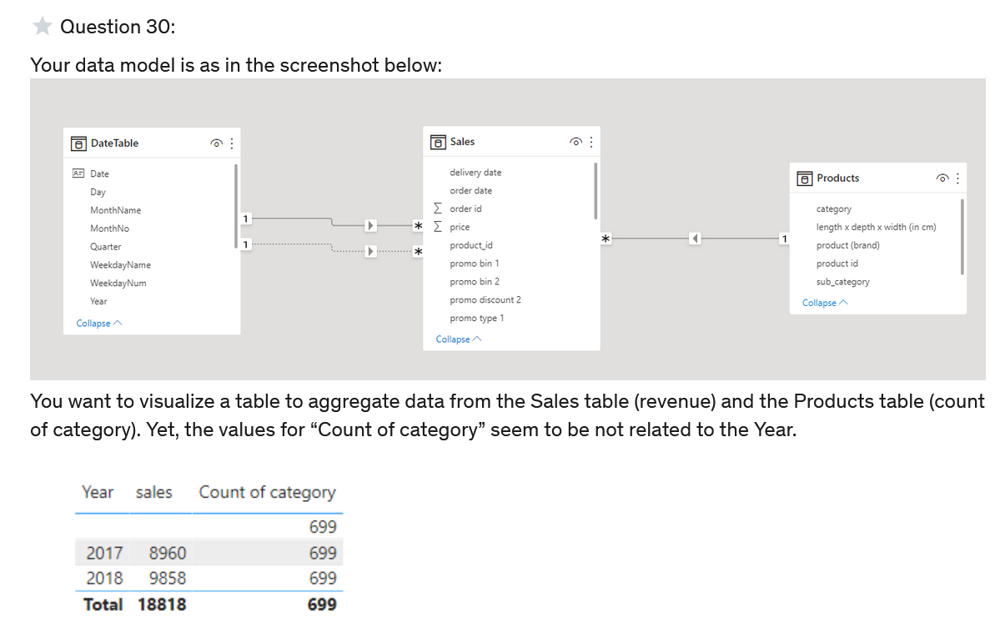 Question 30:
Your data model is as in the screenshot below:
DateTable
Date
Day
MonthName
MonthNo
Quarter
WeekdayName
WeekdayNum
Year
Collapse
1
1
*
*
Sales
delivery date
order date
Σ order id
Σ price
product_id
promo bin 1
promo bin 2
promo discount 2
promo type 1
Collapse
*
1
Products
category
length x depth x width (in cm)
product (brand)
product id
sub_category
Collapse
You want to visualize a table to aggregate data from the Sales table (revenue) and the Products table (count
of category). Yet, the values for “Count of category” seem to be not related to the Year.
Year sales Count of category
699
2017 8960 699
2018 9858 699
Total 18818 699